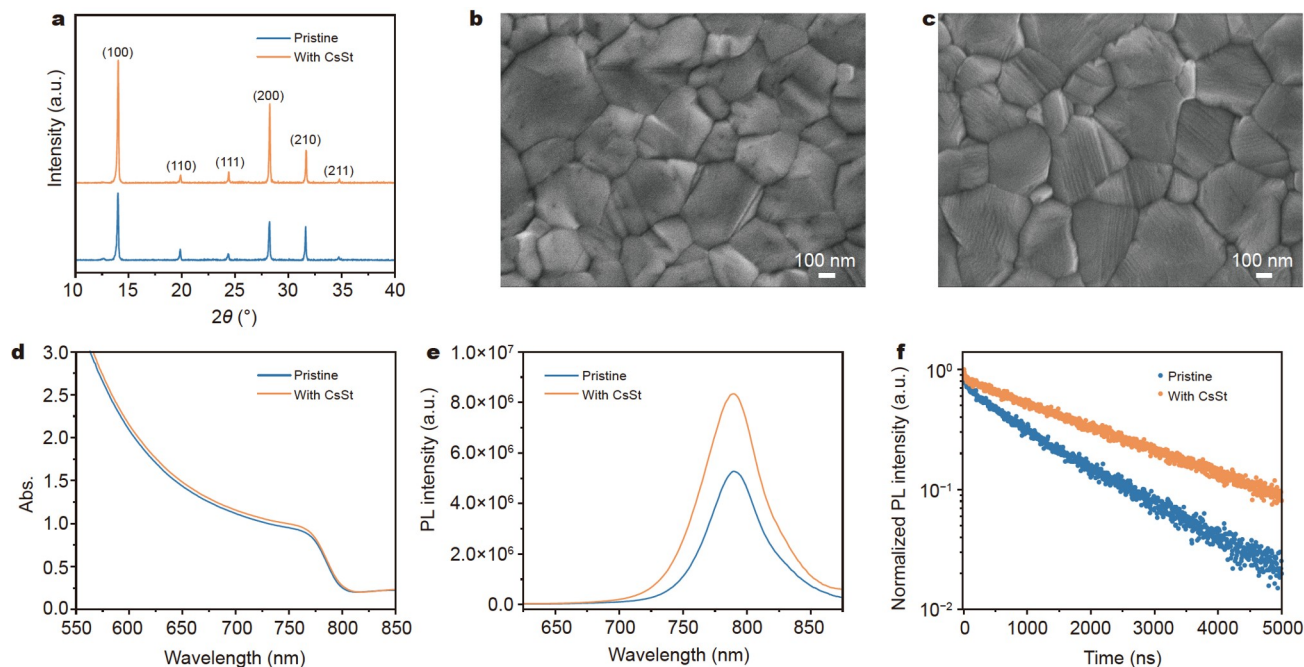 a
Pristine
With CsSt
(100)
(110)
(111)
(200)
(210)
(211)
Intensity (a.u.)
10 15 20 25 30 35 40
2θ (°)
b
100 nm
c
100 nm
d
3.0
2.5
2.0
1.5
1.0
0.5
0.0
Abs.
Pristine
With CsSt
550 600 650 700 750 800 850
Wavelength (nm)
e
1.0×10⁷
8.0×10⁶
6.0×10⁶
4.0×10⁶
2.0×10⁶
0.0
PL intensity (a.u.)
Pristine
With CsSt
650 700 750 800 850
Wavelength (nm)
f
10⁰
10⁻¹
10⁻²
Normalized PL intensity (a.u.)
Pristine
With CsSt
0 1000 2000 3000 4000 5000
Time (ns)